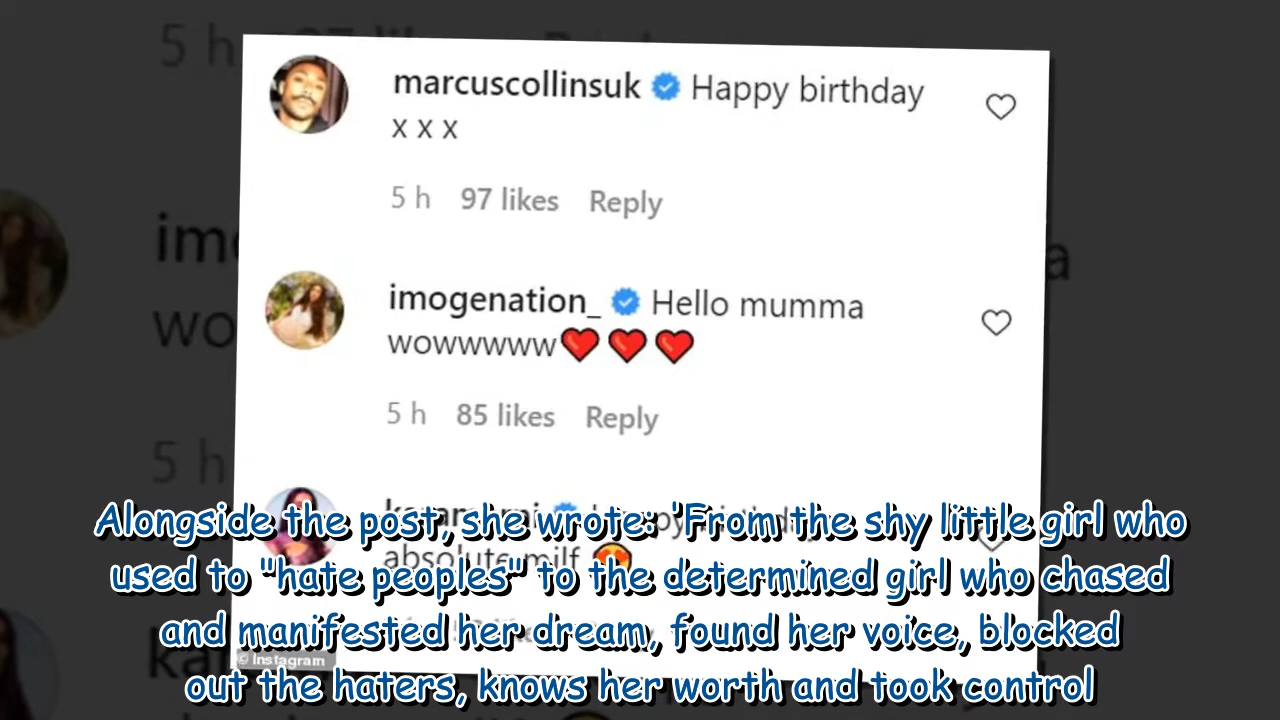 5 h
marcuscollinsuk Happy birthday
x x x
5 h 97 likes Reply
imogenation_ Hello mumma
wowwwww❤️❤️❤️
5 h 85 likes Reply
absolute milf 😍
Alongside the post, she wrote: 'From the shy little girl who
used to "hate peoples" to the determined girl who chased
and manifested her dream, found her voice, blocked
out the haters, knows her worth and took control
© Instagram